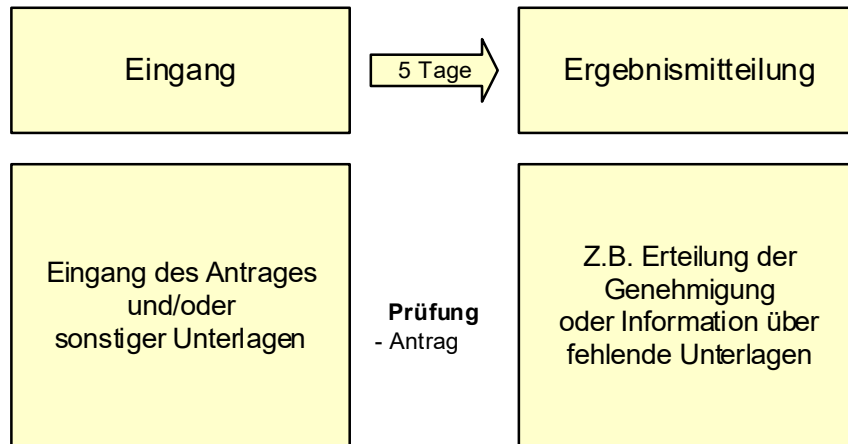 Eingang
5 Tage
Ergebnismitteilung
Eingang des Antrages
und/oder
sonstiger Unterlagen
Prüfung
- Antrag
Z.B. Erteilung der
Genehmigung
oder Information über
fehlende Unterlagen